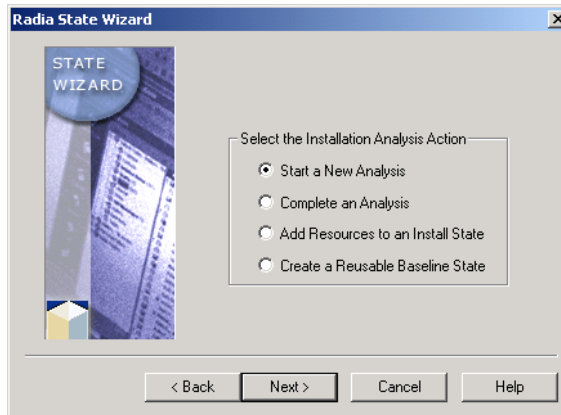 Radia State Wizard
STATE
WIZARD
Select the Installation Analysis Action
Start a New Analysis
Complete an Analysis
Add Resources to an Install State
Create a Reusable Baseline State
< Back
Next >
Cancel
Help